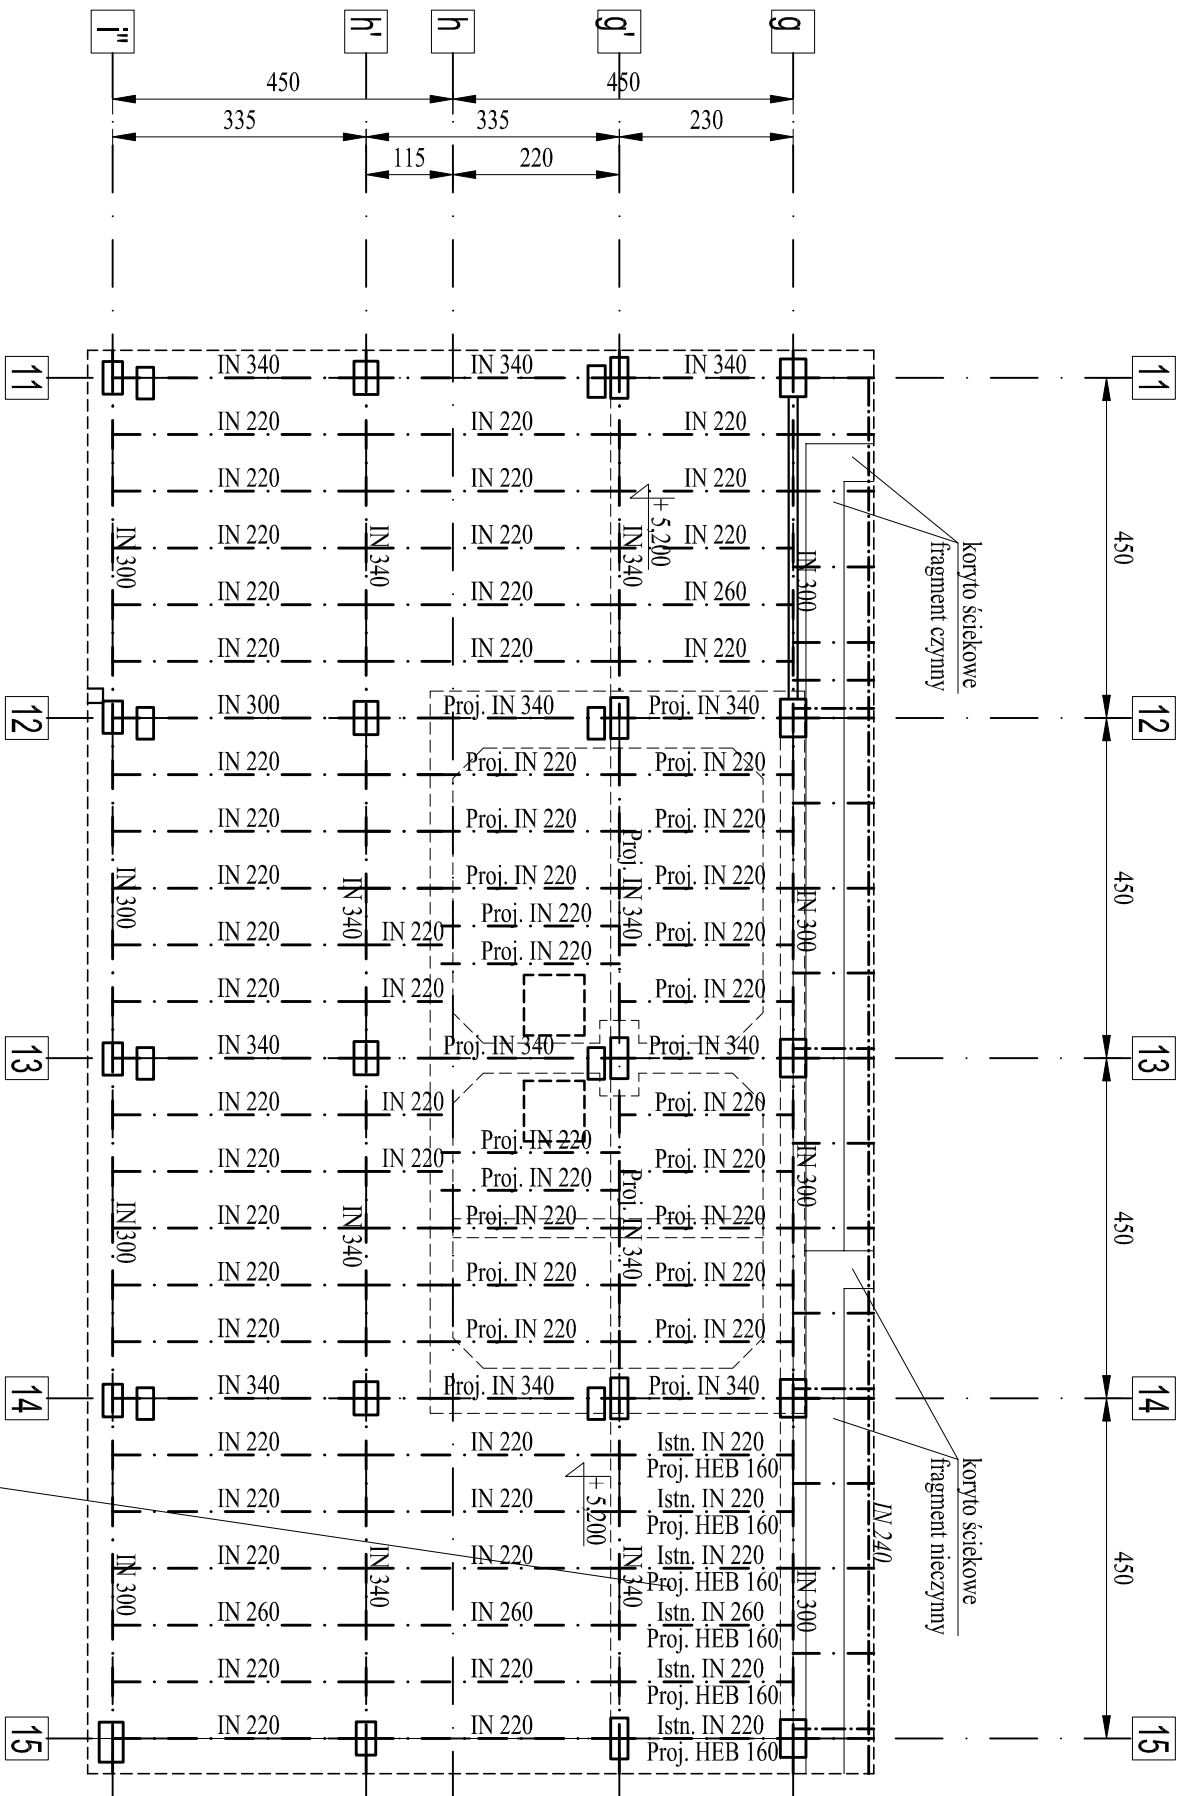 i'"
h'
h
g'
g
450
450
335
335
230
115
220
11
12
13
14
15
11
12
13
14
15
450
450
450
450
koryto ściekowe
fragment czynny
koryto ściekowe
fragment nieczynny
IN 240
+ 5,200
+ 5,200
IN 340
IN 340
IN 340
IN 220
IN 220
IN 220
IN 220
IN 220
IN 220
IN 220
IN 220
IN 220
IN 300
IN 340
IN 340
IN 300
IN 220
IN 220
IN 260
IN 220
IN 220
IN 220
IN 300
Proj. IN 340
Proj. IN 340
IN 220
Proj. IN 220
Proj. IN 220
IN 220
Proj. IN 220
Proj. IN 220
IN 220
Proj. IN 220
Proj. IN 220
IN 300
IN 340
Proj. IN 340
IN 300
Proj. IN 220
IN 220
IN 220
Proj. IN 220
Proj. IN 220
IN 220
IN 220
Proj. IN 220
IN 340
Proj. IN 340
Proj. IN 340
IN 220
IN 220
Proj. IN 220
Proj. IN 220
IN 220
IN 220
Proj. IN 220
Proj. IN 220
IN 220
Proj. IN 220
Proj. IN 220
IN 300
IN 340
Proj. IN 340
IN 300
IN 220
Proj. IN 220
Proj. IN 220
IN 220
Proj. IN 220
Proj. IN 220
IN 340
Proj. IN 340
Proj. IN 340
IN 220
IN 220
Istn. IN 220
Proj. HEB 160
IN 220
IN 220
Istn. IN 220
Proj. HEB 160
IN 220
IN 220
Istn. IN 220
Proj. HEB 160
IN 300
IN 340
IN 340
IN 300
IN 260
IN 260
Istn. IN 260
Proj. HEB 160
IN 220
IN 220
Istn. IN 220
Proj. HEB 160
IN 220
IN 220
Istn. IN 220
Proj. HEB 160